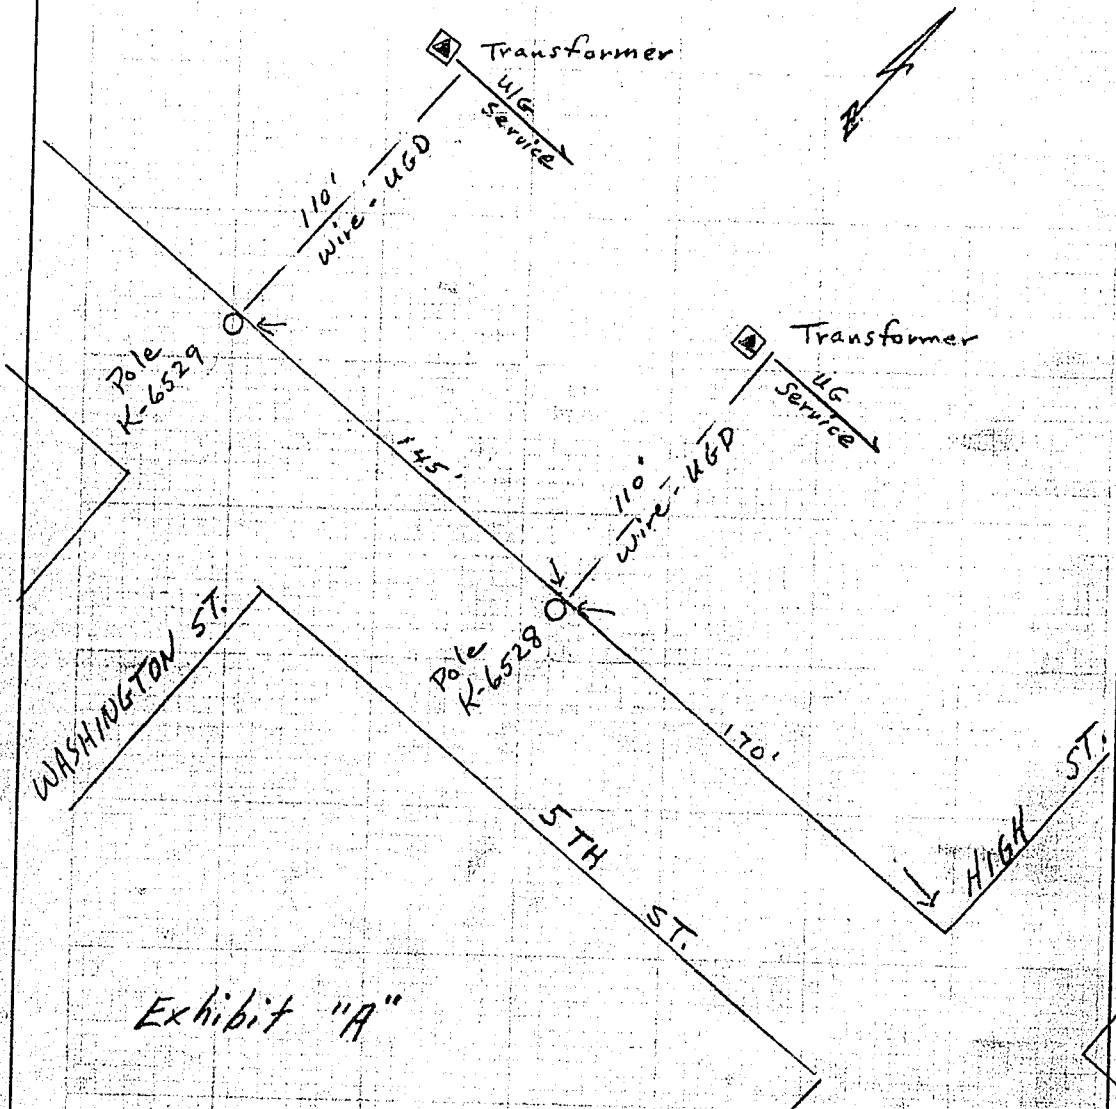 Transformer
U/G
Service
110'
Wire - UGD
Pole
K-6529
145'
Transformer
UG
Service
110'
Wire - UGD
Pole
K-6528
170'
WASHINGTON ST.
5TH ST.
HIGH ST.
Exhibit "A"